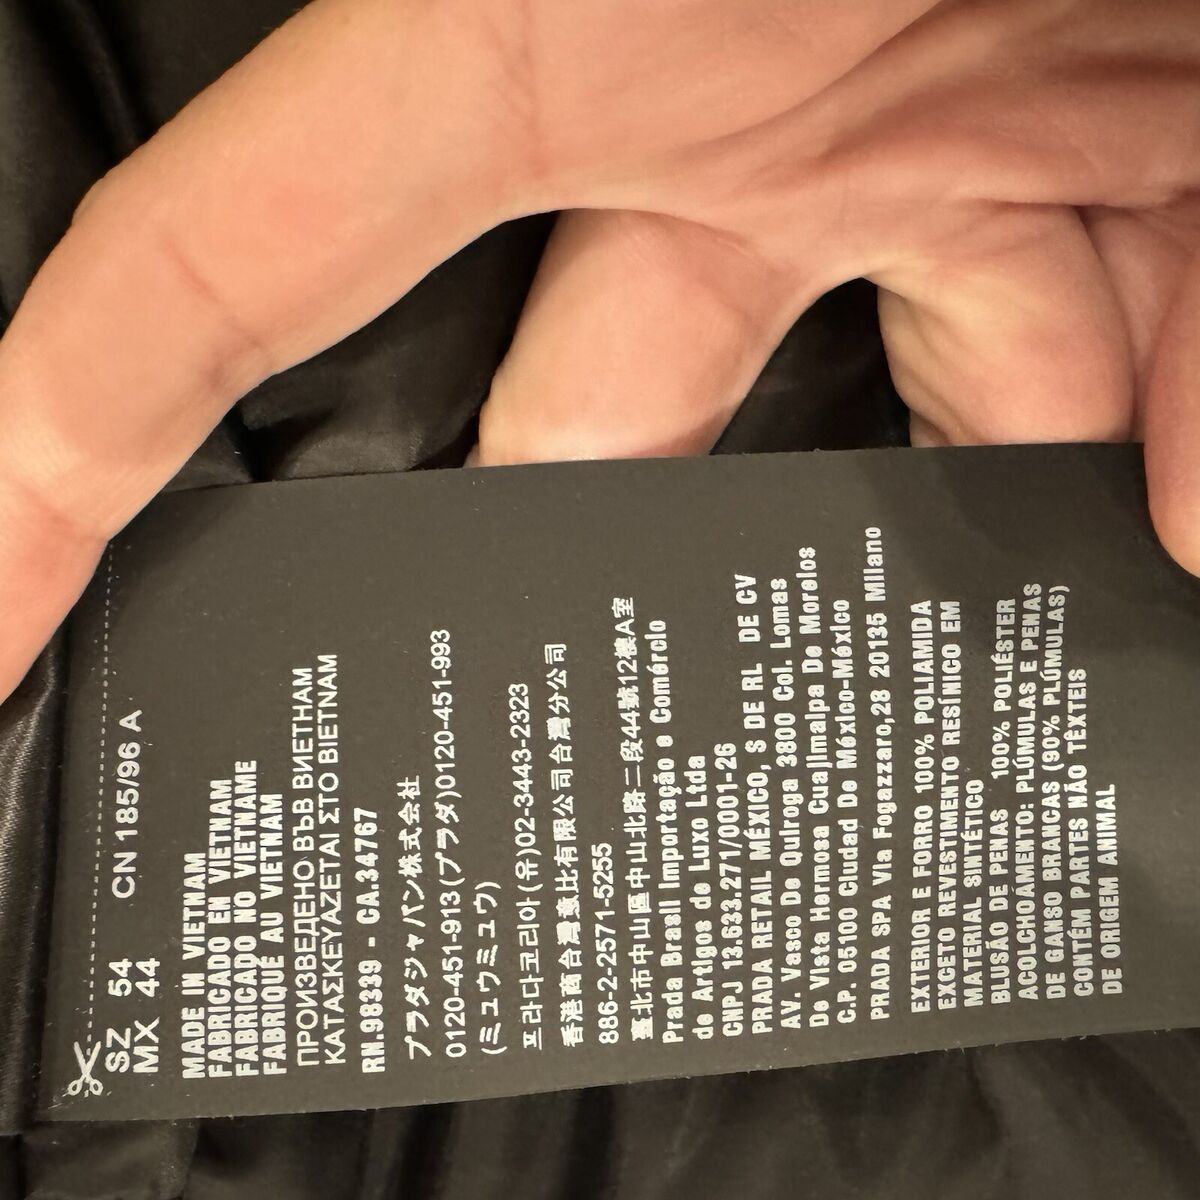 SZ 54 CN 185/96 A
MX 44
MADE IN VIETNAM
FABRICADO EN VIETNAM
FABRICADO NO VIETNAME
FABRIQUÉ AU VIETNAM
ПРОИЗВЕДЕНО ВЪВ ВИЕТНАМ
ΚΑΤΑΣΚΕΥΑΖΕΤΑΙ ΣΤΟ ΒΙΕΤΝΑΜ
RN.98339 - CA.34767
プラダジャパン株式会社
0120-451-913(プラダ)0120-451-993
(ミュウミュウ)
프라다코리아(유)02-3443-2323
香港商台灣普比有限公司台灣分公司
886-2-2571-5255
臺北市中山區中山北路二段44號12樓A室
Prada Brasil Importação e Comércio
de Artigos de Luxo Ltda
CNPJ 13.633.271/0001-26
PRADA RETAIL MÉXICO, S DE RL DE CV
AV. Vasco De Quiroga 3800 Col. Lomas
De Vista Hermosa Cuajimalpa De Morelos
C.P. 05100 Ciudad De México-México
PRADA SPA Via Fogazzaro,28 20135 Milano
EXTERIOR E FORRO 100% POLIAMIDA
EXCETO REVESTIMENTO RESÍNICO EM
MATERIAL SINTÉTICO
BLUSÃO DE PENAS 100% POLIÉSTER
ACOLCHOAMENTO: PLÚMULAS E PENAS
DE GANSO BRANCAS (90% PLÚMULAS)
CONTÉM PARTES NÃO TÊXTEIS
DE ORIGEM ANIMAL